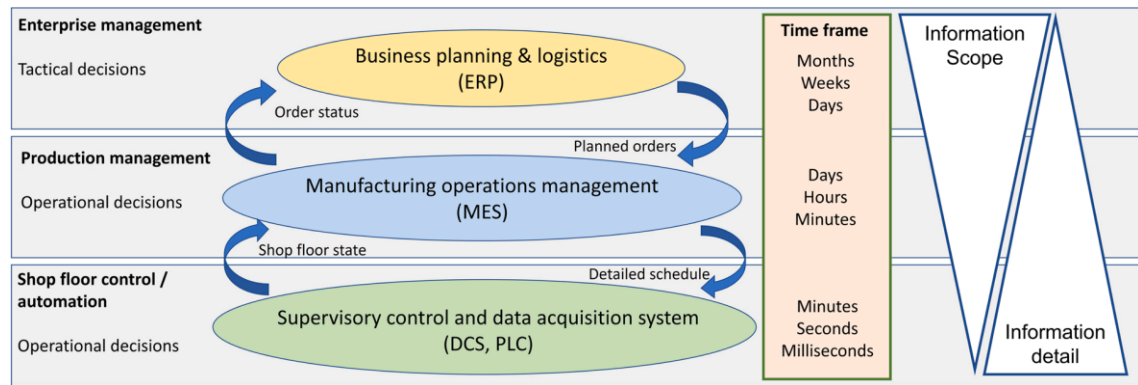 Enterprise management
Tactical decisions
Business planning & logistics
(ERP)
Order status
Planned orders
Production management
Operational decisions
Manufacturing operations management
(MES)
Shop floor state
Detailed schedule
Shop floor control /
automation
Operational decisions
Supervisory control and data acquisition system
(DCS, PLC)
Time frame
Months
Weeks
Days
Days
Hours
Minutes
Minutes
Seconds
Milliseconds
Information
Scope
Information
detail